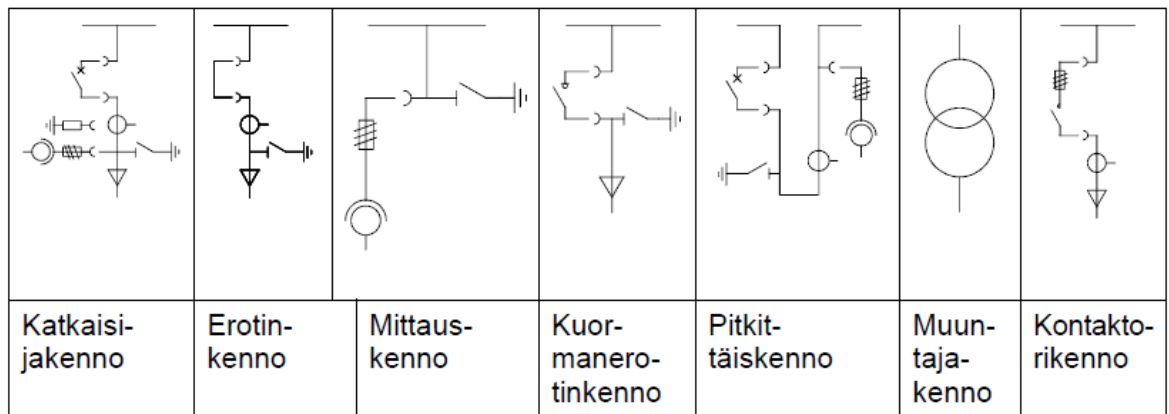 Katkaisi-
jakenno
Erotin-
kenno
Mittaus-
kenno
Kuor-
manero-
tinkenno
Pitkit-
täiskenno
Muun-
taja-
kenno
Kontakto-
rikenno